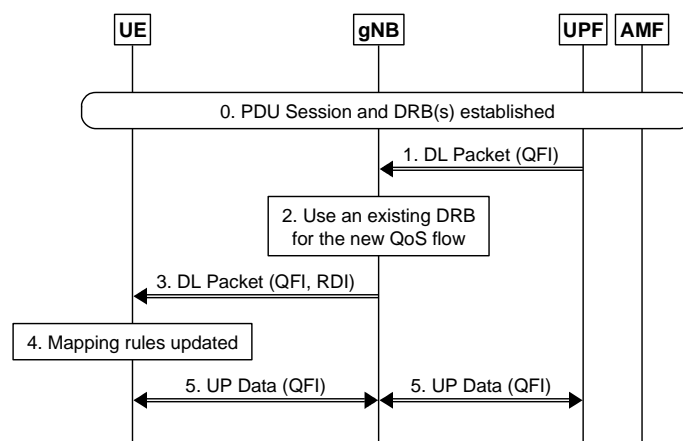 UE
gNB
UPF
AMF
0. PDU Session and DRB(s) established
1. DL Packet (QFI)
2. Use an existing DRB
for the new QoS flow
3. DL Packet (QFI, RDI)
4. Mapping rules updated
5. UP Data (QFI)
5. UP Data (QFI)